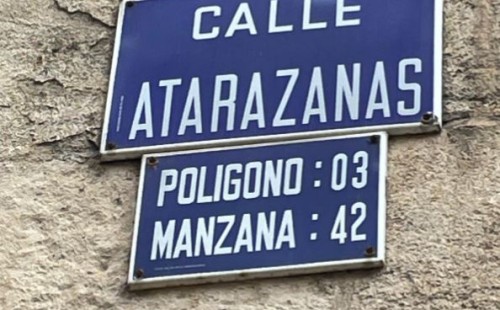 CALLE
ATARAZANAS
POLIGONO : 03
MANZANA : 42